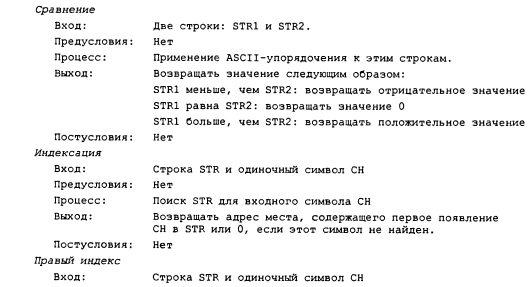 Сравнение
Вход: Две строки: STR1 и STR2.
Предусловия: Нет
Процесс: Применение ASCII-упорядочения к этим строкам.
Выход: Возвращать значение следующим образом:
STR1 меньше, чем STR2: возвращать отрицательное значение
STR1 равна STR2: возвращать значение 0
STR1 больше, чем STR2: возвращать положительное значение
Постусловия: Нет
Индексация
Вход: Строка STR и одиночный символ CH
Предусловия: Нет
Процесс: Поиск STR для входного символа CH
Выход: Возвращать адрес места, содержащего первое появление
CH в STR или 0, если этот символ не найден.
Постусловия: Нет
Правый индекс
Вход: Строка STR и одиночный символ CH